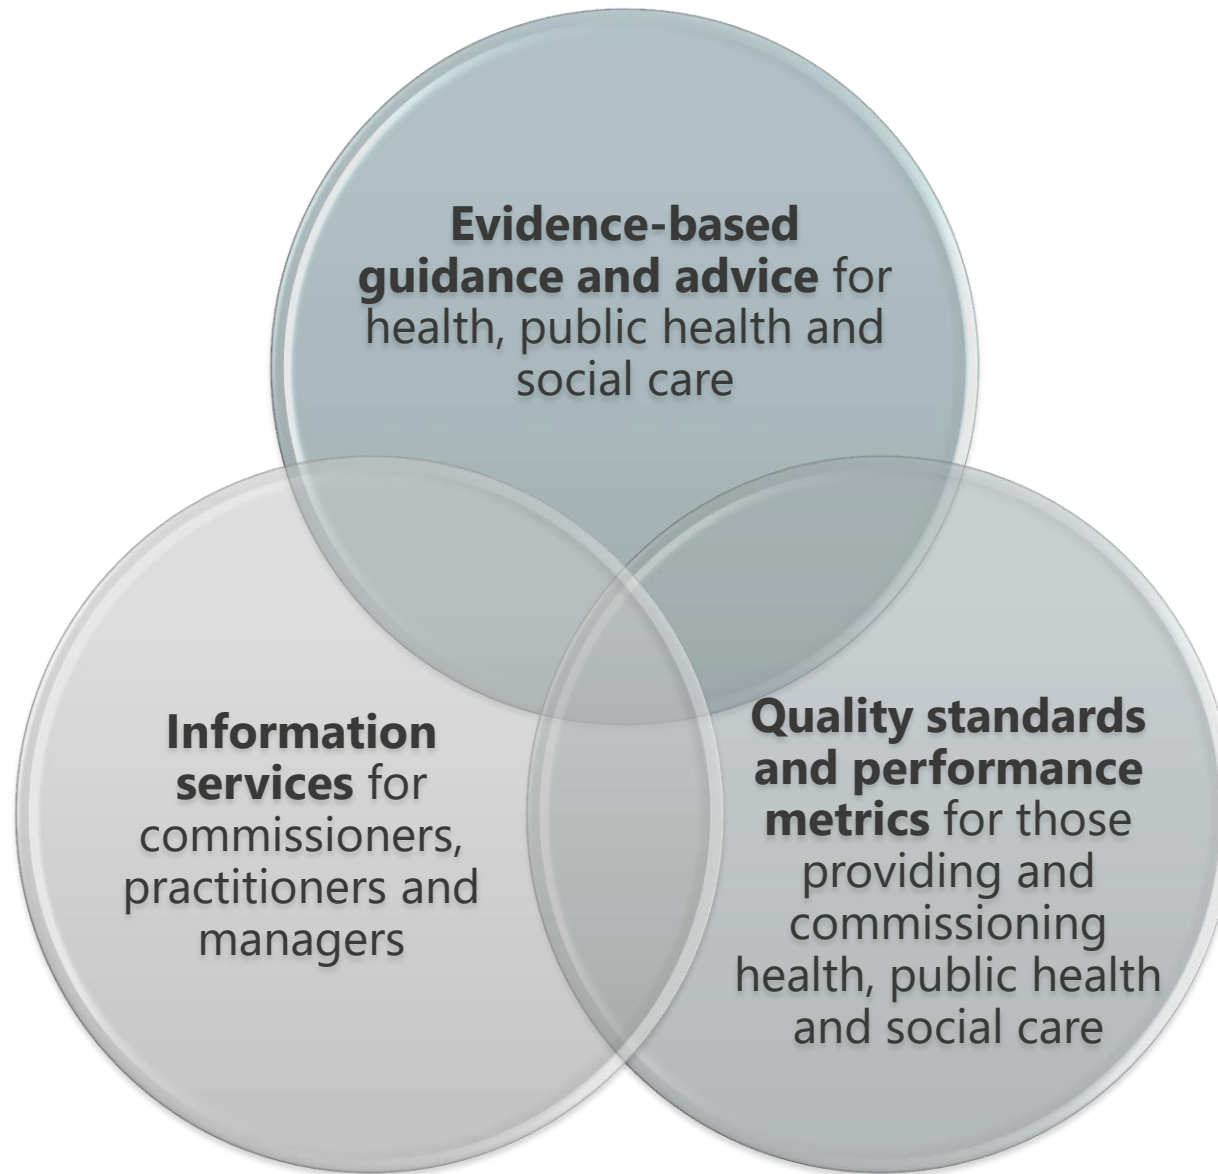 Evidence-based
guidance and advice for
health, public health and
social care
Information
services for
commissioners,
practitioners and
managers
Quality standards
and performance
metrics for those
providing and
commissioning
health, public health
and social care